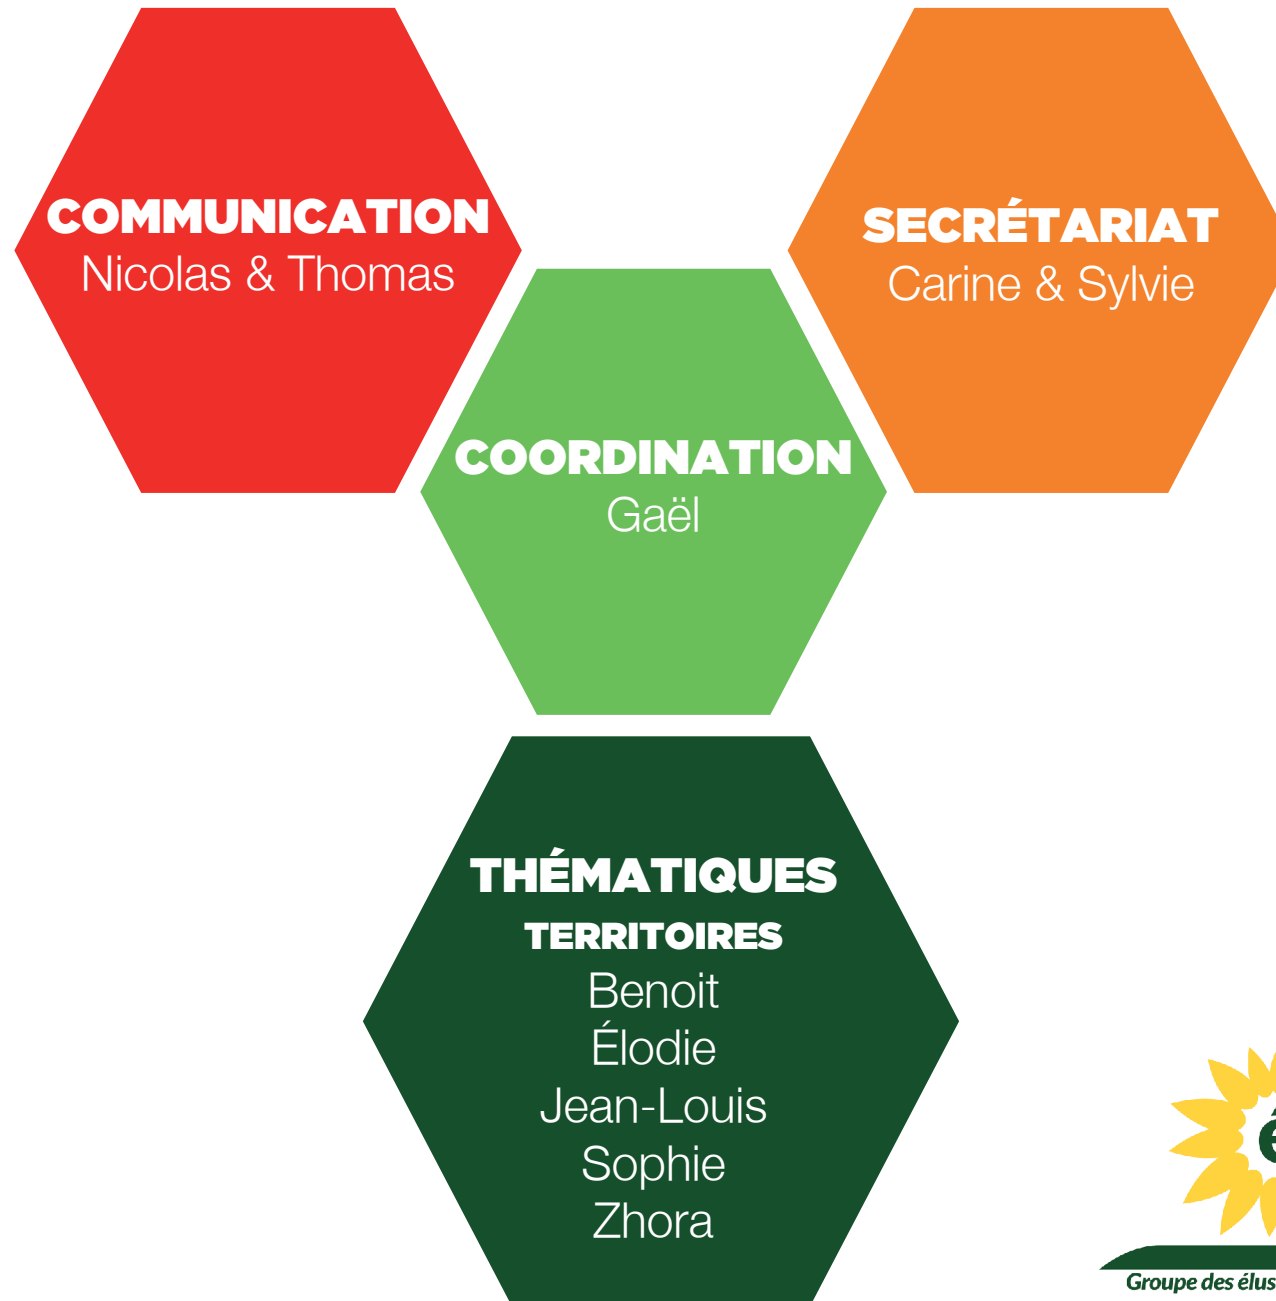 COMMUNICATION
Nicolas & Thomas
SECRÉTARIAT
Carine & Sylvie
COORDINATION
Gaël
THÉMATIQUES
TERRITOIRES
Benoit
Élodie
Jean-Louis
Sophie
Zhora
Groupe des élus